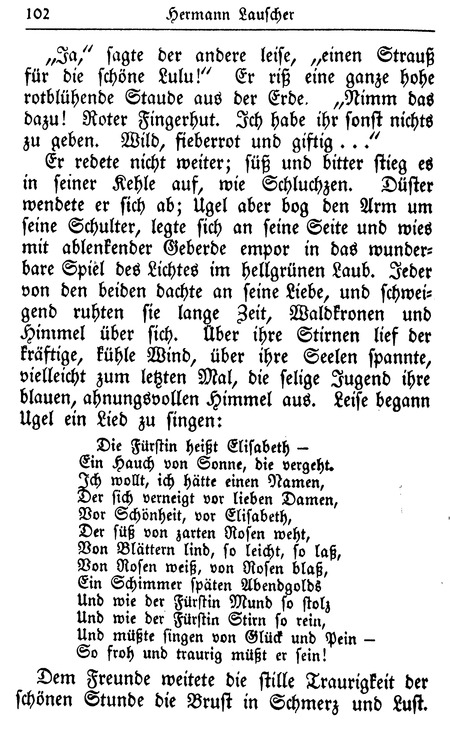 102 Hermann Lauscher
„Ja,“ sagte der andere leise, „einen Strauß
für die schöne Lulu!“ Er riß eine ganze hohe
rotblühende Staude aus der Erde. „Nimm das
dazu! Roter Fingerhut. Ich habe ihr sonst nichts
zu geben. Wild, fieberrot und giftig . . .“
Er redete nicht weiter; süß und bitter stieg es
in seiner Kehle auf, wie Schluchzen. Düster
wendete er sich ab; Ugel aber bog den Arm um
seine Schulter, legte sich an seine Seite und wies
mit ablenkender Geberde empor in das wunder-
bare Spiel des Lichtes im hellgrünen Laub. Jeder
von den beiden dachte an seine Liebe, und schwei-
gend ruhten sie lange Zeit, Waldkronen und
Himmel über sich. Über ihre Stirnen lief der
kräftige, kühle Wind, über ihre Seelen spannte,
vielleicht zum letzten Mal, die selige Jugend ihre
blauen, ahnungsvollen Himmel aus. Leise begann
Ugel ein Lied zu singen:
Die Fürstin heißt Elisabeth —
Ein Hauch von Sonne, die vergeht.
Ich wollt, ich hätte einen Namen,
Der sich verneigt vor lieben Damen,
Vor Schönheit, vor Elisabeth,
Der süß von zarten Rosen weht,
Von Blättern lind, so leicht, so laß,
Von Rosen weiß, von Rosen blaß,
Ein Schimmer späten Abendgolds
Und wie der Fürstin Mund so stolz
Und wie der Fürstin Stirn so rein,
Und müßte singen von Glück und Pein —
So froh und traurig müßt er sein!
Dem Freunde weitete die stille Traurigkeit der
schönen Stunde die Brust in Schmerz und Lust.